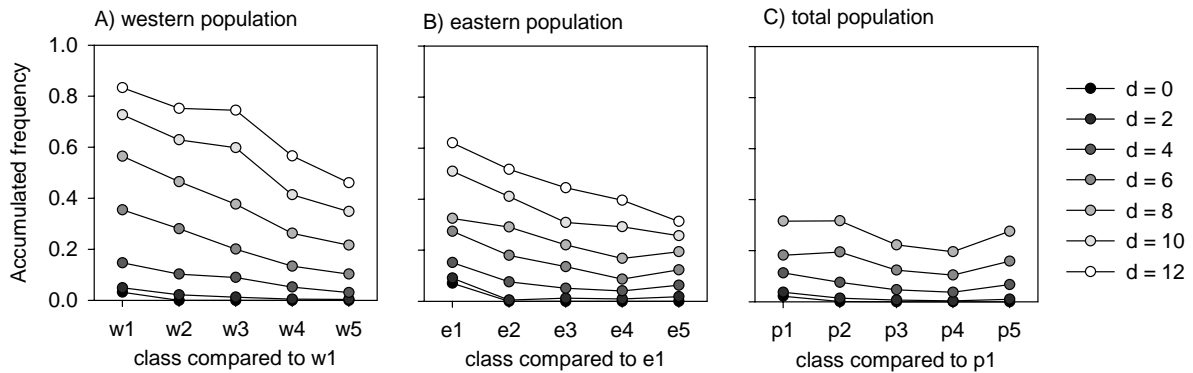 A) western population
B) eastern population
C) total population
Accumulated frequency
1.0
0.8
0.6
0.4
0.2
0.0
w1 w2 w3 w4 w5
class compared to w1
e1 e2 e3 e4 e5
class compared to e1
p1 p2 p3 p4 p5
class compared to p1
d = 0
d = 2
d = 4
d = 6
d = 8
d = 10
d = 12